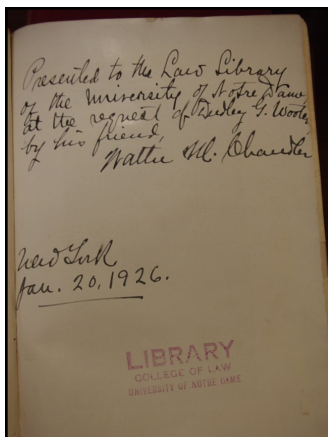 Presented to the Law Library
of the University of Notre Dame
at the request of Dudley G. Wooten,
by his friend,
Walter M. Chandler
New York
Jan. 20, 1926.
LIBRARY
COLLEGE OF LAW
UNIVERSITY OF NOTRE DAME